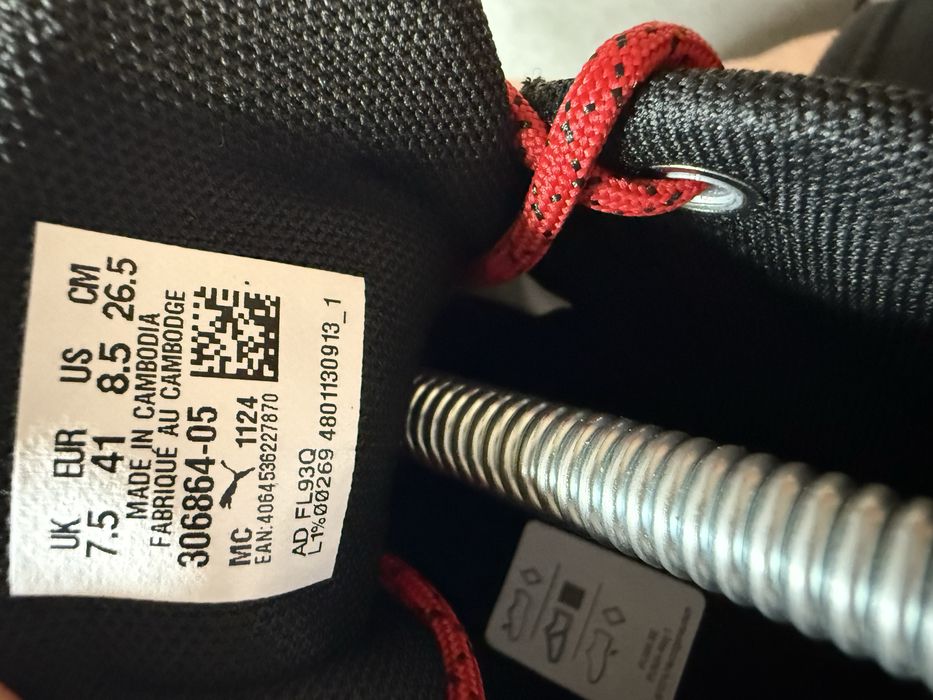 UK EUR US CM
7.5 41 8.5 26.5
MADE IN CAMBODIA
FABRIQUÉ AU CAMBODGE
306864-05
MC 1124
EAN:4064536227870
AD FL93Q
L1%00269 4801130913_1